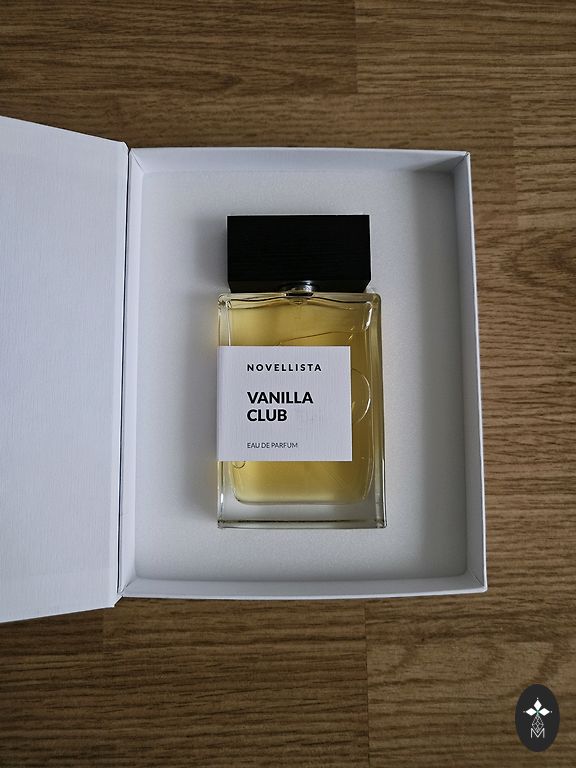 NOVELLISTA
VANILLA
CLUB
EAU DE PARFUM
M